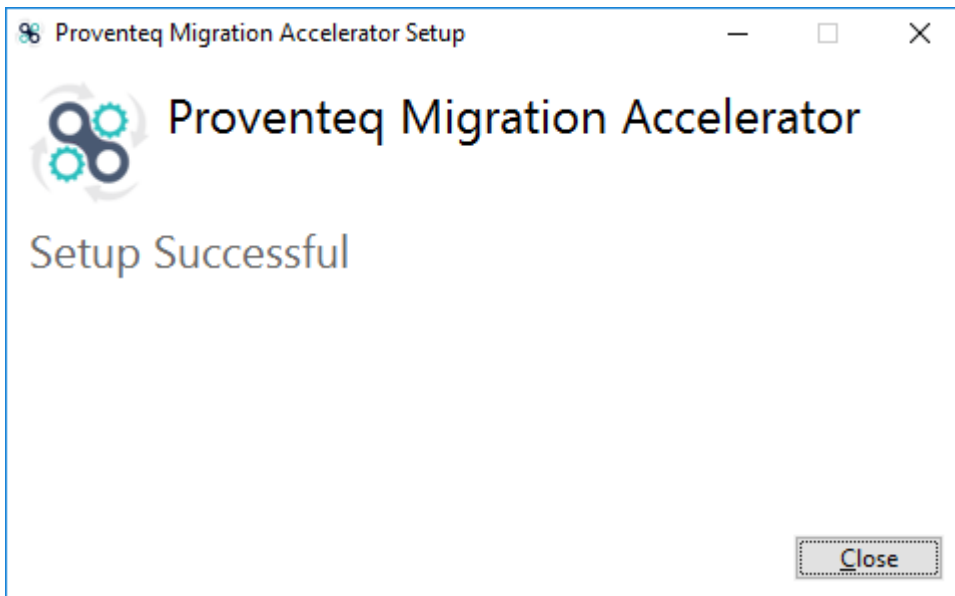 Proventeq Migration Accelerator Setup
Proventeq Migration Accelerator
Setup Successful
Close